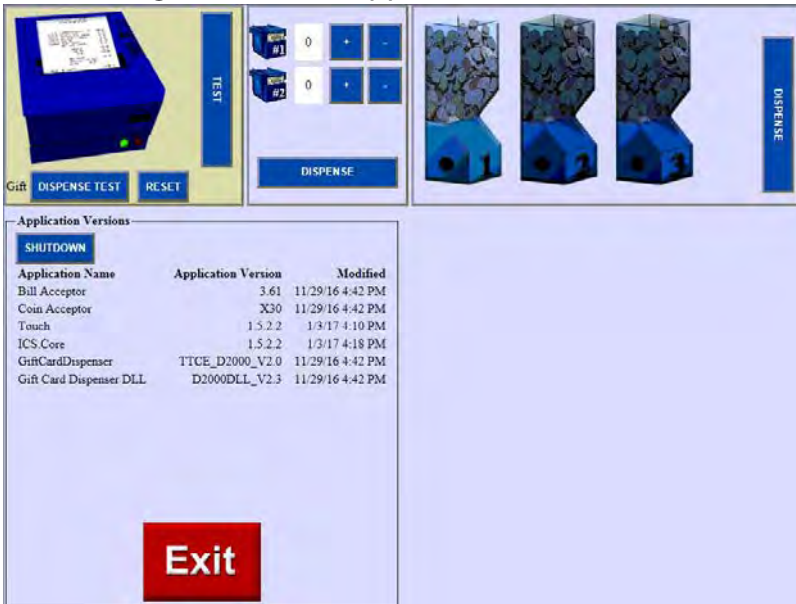 TEST
Gift DISPENSE TEST RESET
#1 0 + -
#2 0 + -
DISPENSE
1 2 3
DISPENSE
Application Versions
SHUTDOWN
Application Name Application Version Modified
Bill Acceptor 3.61 11/29/16 4:42 PM
Coin Acceptor X30 11/29/16 4:42 PM
Touch 1.5.2.2 1/3/17 4:10 PM
ICS.Core 1.5.2.2 1/3/17 4:18 PM
GiftCardDispenser TTCE_D2000_V2.0 11/29/16 4:42 PM
Gift Card Dispenser DLL D2000DLL_V2.3 11/29/16 4:42 PM
Exit